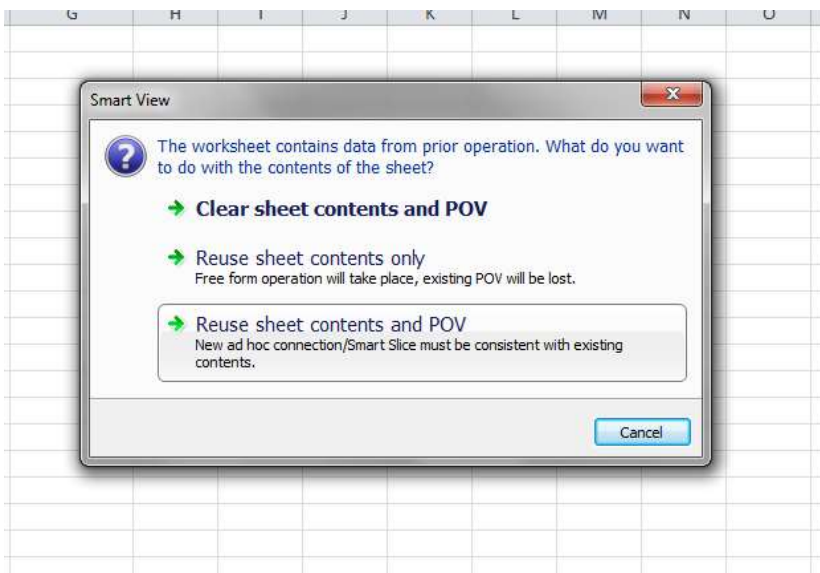 G H I J K L M N O
Smart View
The worksheet contains data from prior operation. What do you want
to do with the contents of the sheet?
Clear sheet contents and POV
Reuse sheet contents only
Free form operation will take place, existing POV will be lost.
Reuse sheet contents and POV
New ad hoc connection/Smart Slice must be consistent with existing
contents.
Cancel